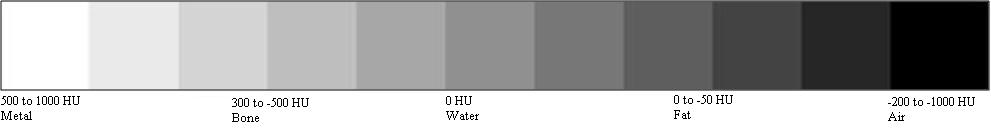 500 to 1000 HU
Metal
300 to -500 HU
Bone
0 HU
Water
0 to -50 HU
Fat
-200 to -1000 HU
Air